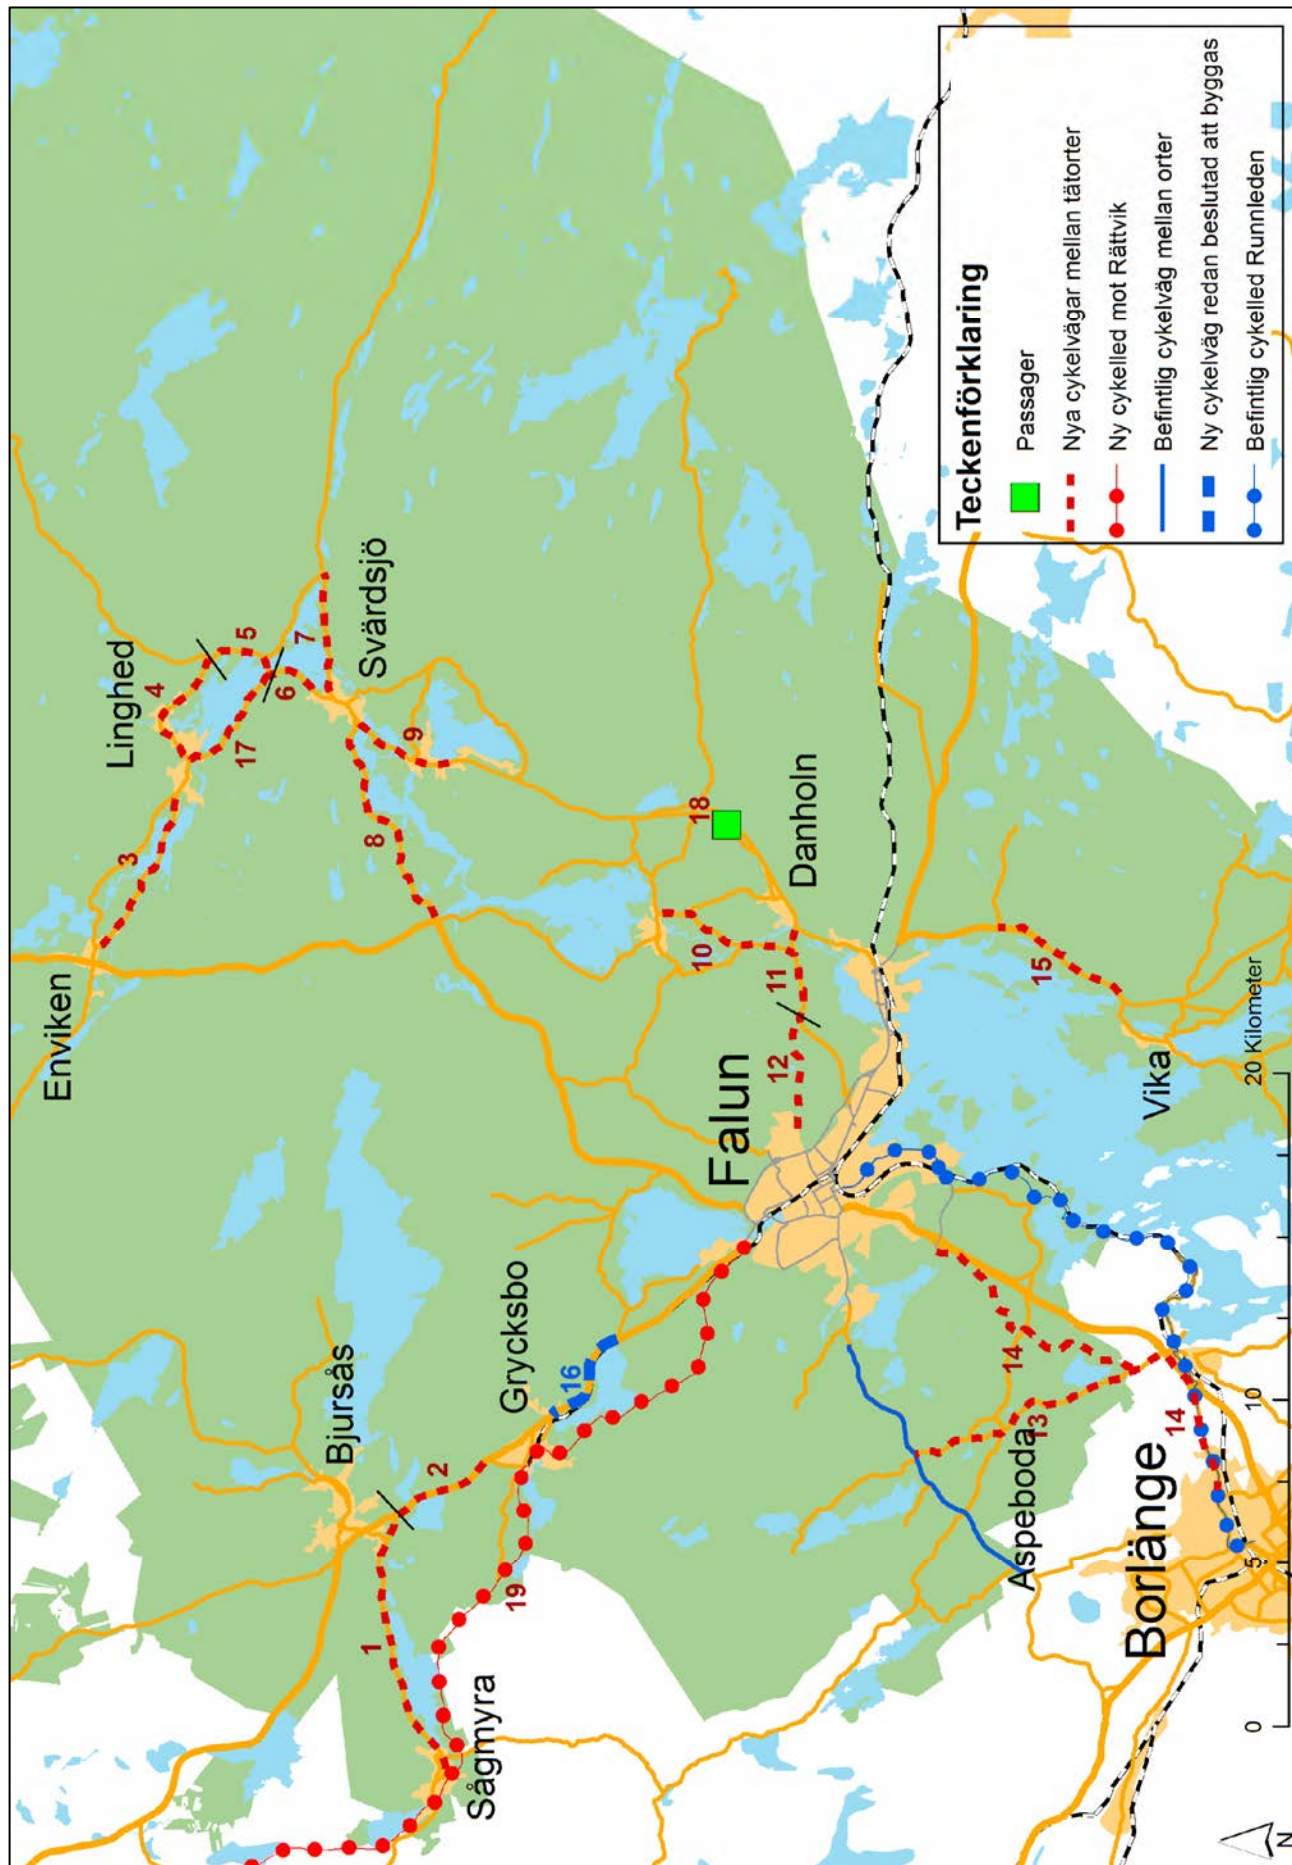 Enviken
3
Linghed
4
5
17
6
7
Svärdsjö
8
9
Bjursås
1
2
Sågmyra
19
Grycksbo
16
Falun
12
11
10
18
Danholn
15
Vika
14
13
Aspeboda
14
Borlänge
0
5
10
20 Kilometer
N
Teckenförklaring
Passager
Nya cykelvägar mellan tätorter
Ny cykelled mot Rättvik
Befintlig cykelväg mellan orter
Ny cykelväg redan beslutad att byggas
Befintlig cykelled Runnleden